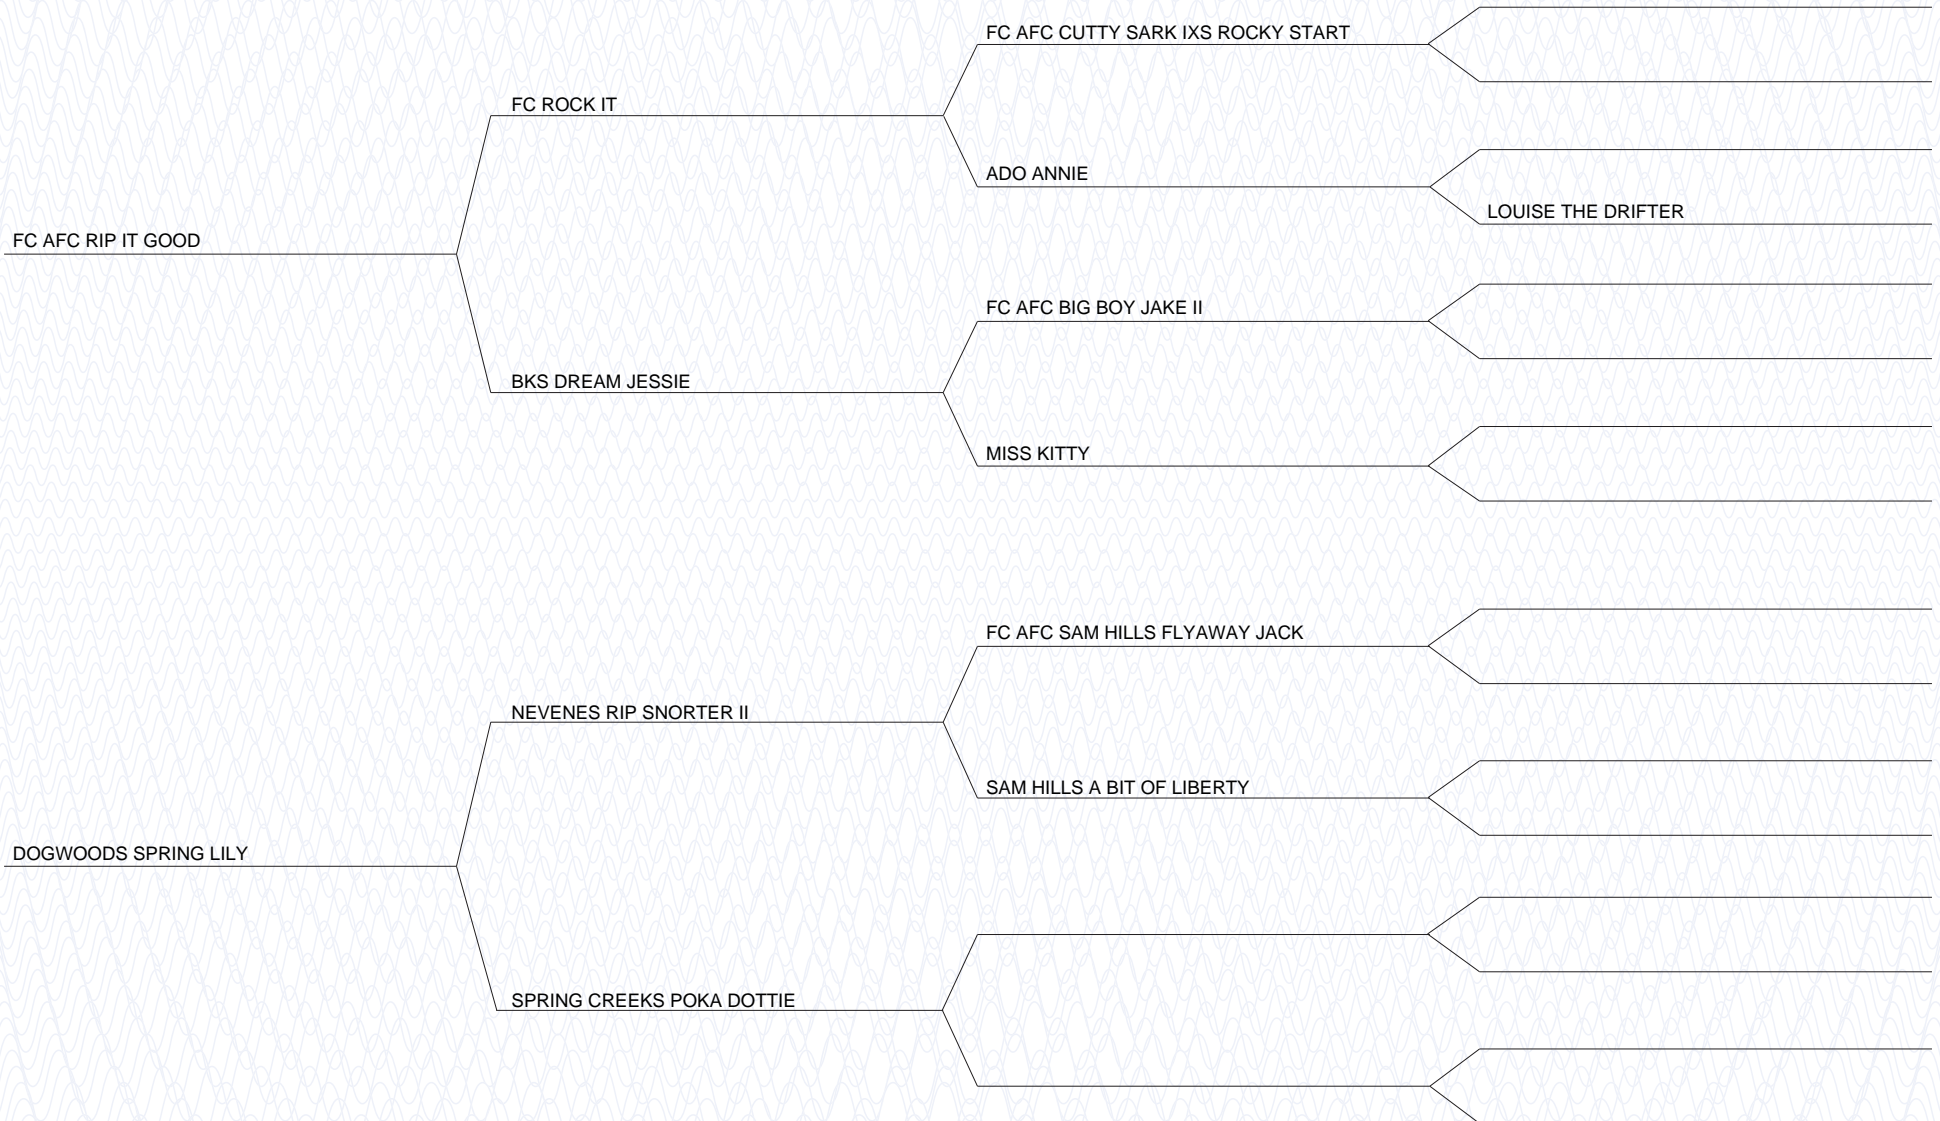 FC AFC CUTTY SARK IXS ROCKY START
FC ROCK IT
ADO ANNIE
LOUISE THE DRIFTER
FC AFC RIP IT GOOD
FC AFC BIG BOY JAKE II
BKS DREAM JESSIE
MISS KITTY
FC AFC SAM HILLS FLYAWAY JACK
NEVENES RIP SNORTER II
SAM HILLS A BIT OF LIBERTY
DOGWOODS SPRING LILY
SPRING CREEKS POKA DOTTIE